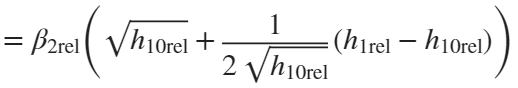 = β₂rel(√h₁₀rel + 1/(2√h₁₀rel) (h₁rel − h₁₀rel))